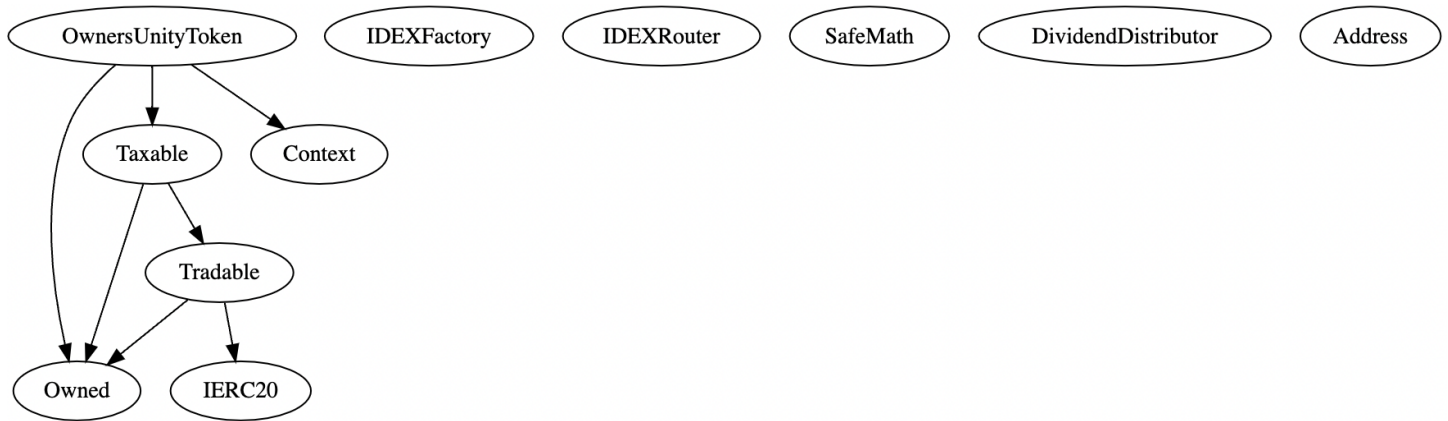 OwnersUnityToken
IDEXFactory
IDEXRouter
SafeMath
DividendDistributor
Address
Taxable
Context
Tradable
Owned
IERC20